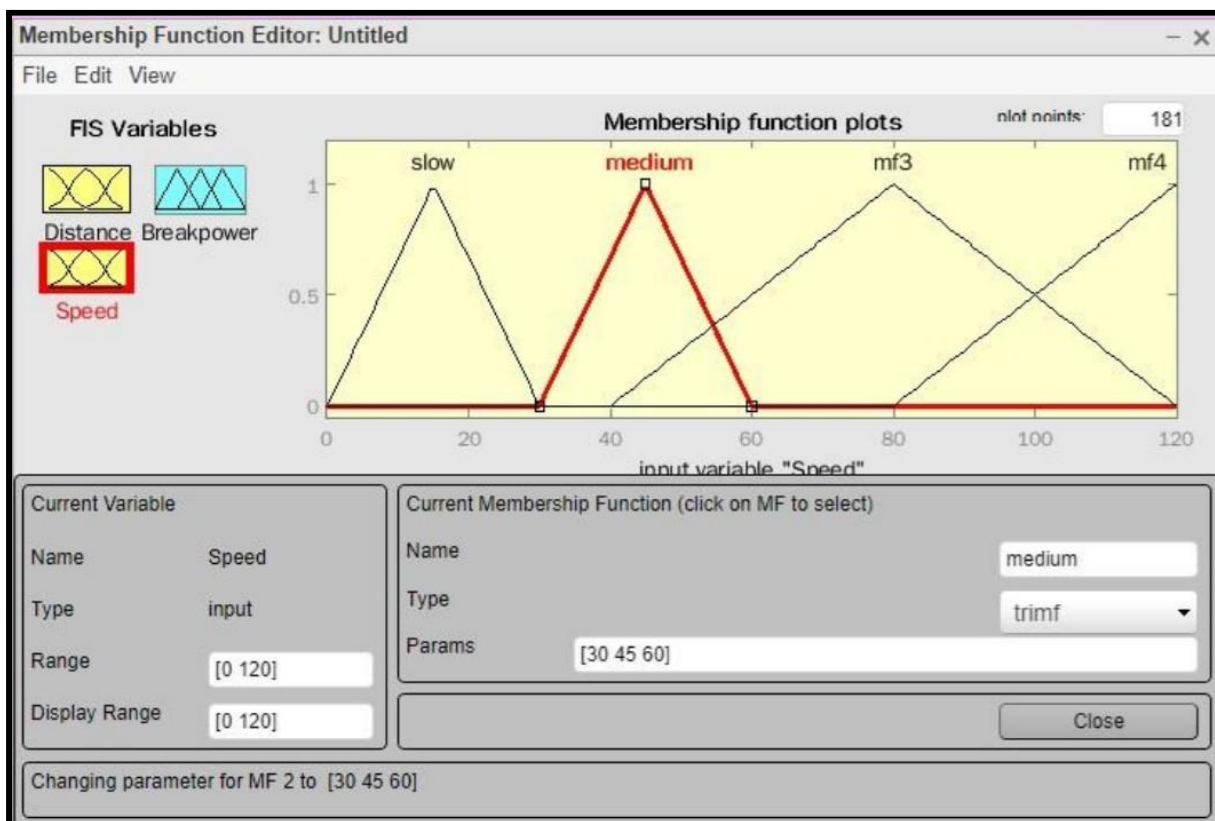 Membership Function Editor: Untitled
File Edit View
FIS Variables
Membership function plots
plot points:
181
Distance
Breakpower
Speed
slow
medium
mf3
mf4
1
0.5
0
0 20 40 60 80 100 120
input variable "Speed"
Current Variable
Name Speed
Type input
Range [0 120]
Display Range [0 120]
Current Membership Function (click on MF to select)
Name medium
Type trimf
Params [30 45 60]
Close
Changing parameter for MF 2 to [30 45 60]